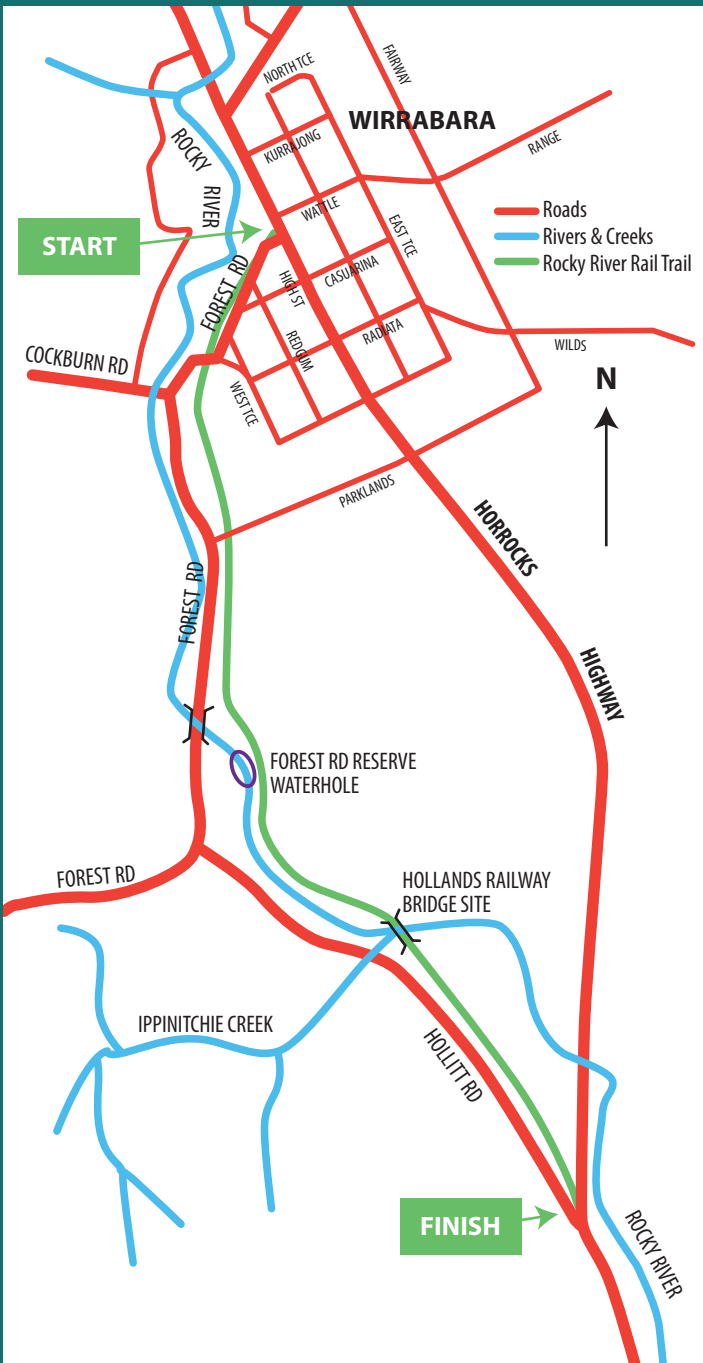 NORTH TCE
FAIRWAY
WIRRABARA
KURRAJONG
RANGE
ROCKY
RIVER
WATTLE
EAST TCE
Roads
Rivers & Creeks
Rocky River Rail Trail
START
FOREST RD
HIGH ST
CASUARINA
REDGUM
RADIATA
WILDS
COCKBURN RD
WEST TCE
N
PARKLANDS
HORROCKS
HIGHWAY
FOREST RD
FOREST RD RESERVE
WATERHOLE
FOREST RD
HOLLANDS RAILWAY
BRIDGE SITE
IPPINITCHIE CREEK
HOLLITT RD
FINISH
ROCKY RIVER